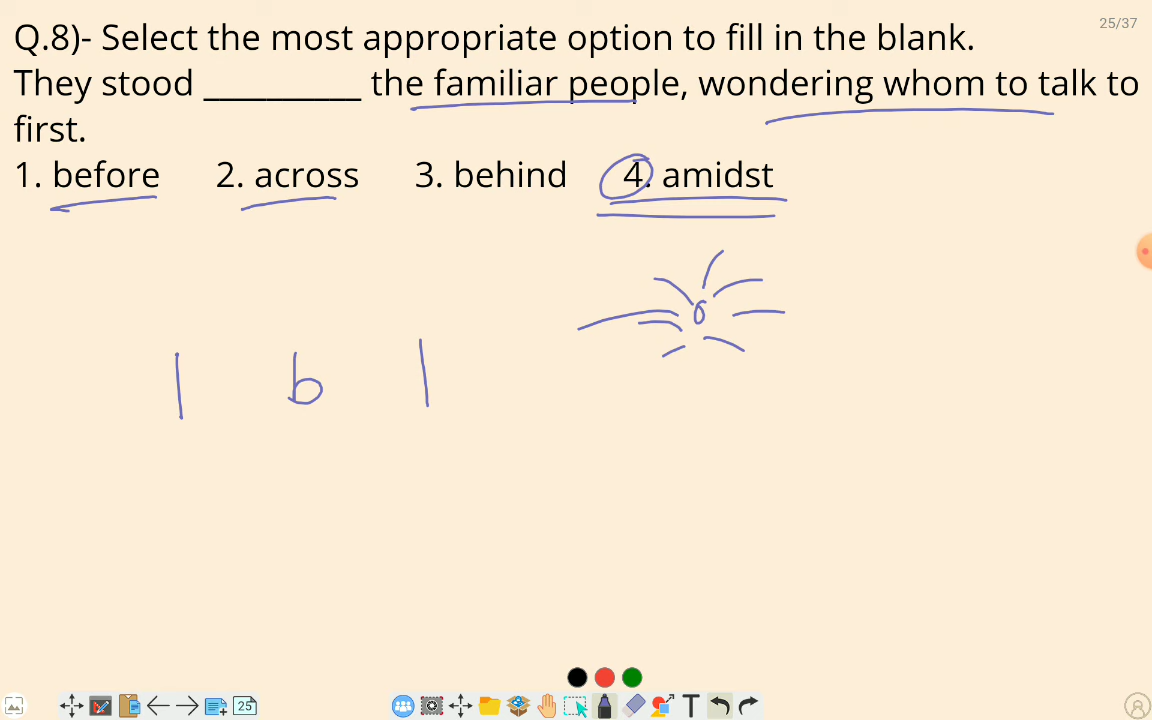 25/37
Q.8)- Select the most appropriate option to fill in the blank.
They stood __________ the familiar people, wondering whom to talk to
first.
1. before 2. across 3. behind 4. amidst
| b |
25 T